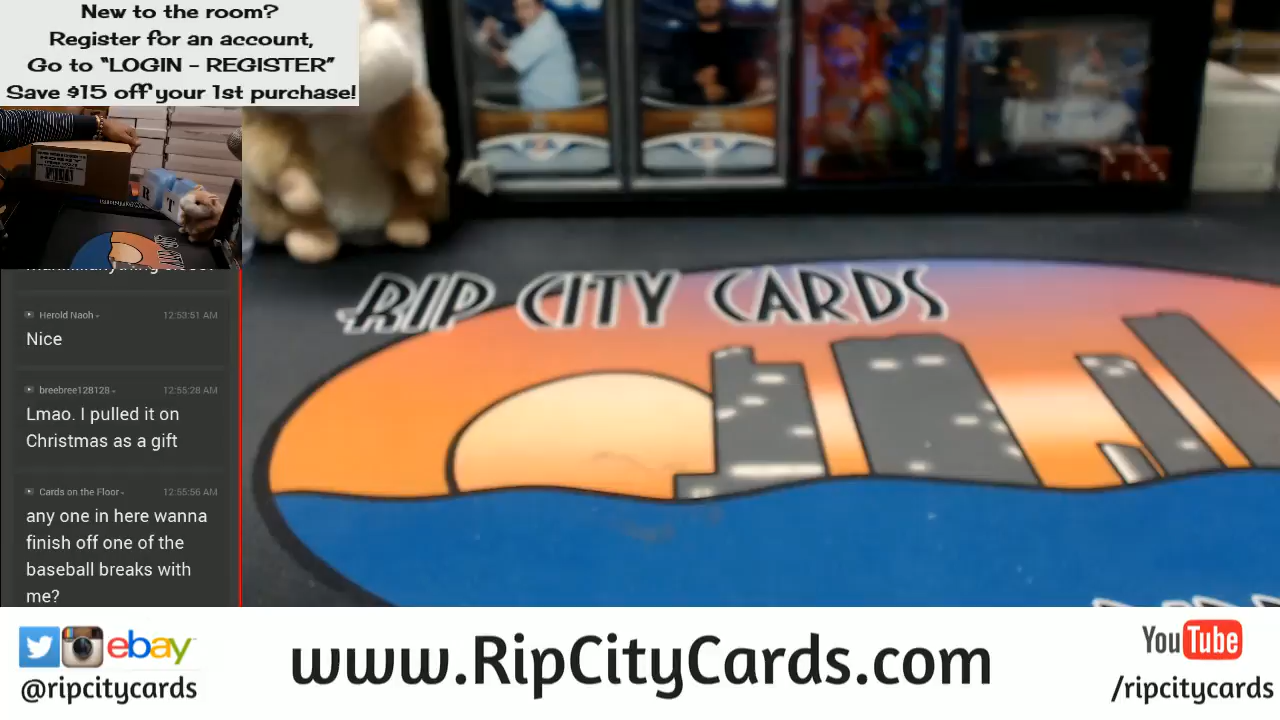 New to the room?
Register for an account,
Go to "LOGIN - REGISTER"
Save $15 off your 1st purchase!
R
T
Herold Naoh
12:53:51 AM
Nice
breebree128128
12:55:28 AM
Lmao. I pulled it on
Christmas as a gift
Cards on the Floor
12:55:56 AM
any one in here wanna
finish off one of the
baseball breaks with
me?
RIP CITY CARDS
ebay
@ripcitycards
www.RipCityCards.com
YouTube
/ripcitycards